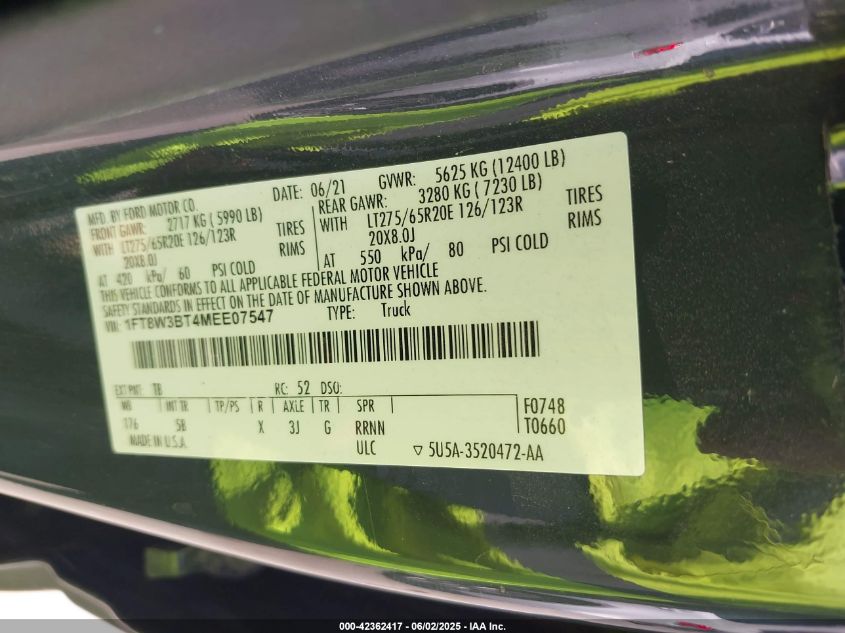 MFD. BY FORD MOTOR CO.
DATE: 06/21 GVWR: 5625 KG (12400 LB)
FRONT GAWR: 2717 KG ( 5990 LB)
WITH LT275/65R20E 126/123R TIRES
20X8.0J RIMS
AT 420 kPa/ 60 PSI COLD
REAR GAWR: 3280 KG ( 7230 LB)
WITH LT275/65R20E 126/123R TIRES
20X8.0J RIMS
AT 550 kPa/ 80 PSI COLD
THIS VEHICLE CONFORMS TO ALL APPLICABLE FEDERAL MOTOR VEHICLE
SAFETY STANDARDS IN EFFECT ON THE DATE OF MANUFACTURE SHOWN ABOVE.
VIN: 1FT8W3BT4MEE07547 TYPE: Truck
EXT PNT: TB RC: 52 DSO:
WB INT TR TP/PS R AXLE TR SPR F0748
176 5B X 3J G RRNN T0660
MADE IN U.S.A. ULC ▽ 5U5A-3520472-AA
000-42362417 - 06/02/2025 - IAA Inc.